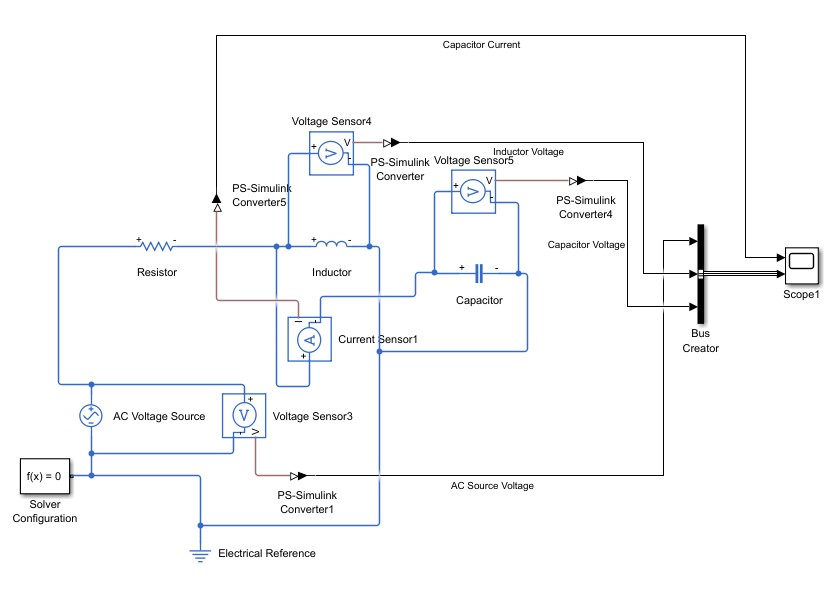 Capacitor Current
Voltage Sensor4
+
V
-
PS-Simulink
Converter
Inductor Voltage
Voltage Sensor5
+
V
-
PS-Simulink
Converter4
PS-Simulink
Converter5
+
-
Resistor
+
-
Inductor
Capacitor Voltage
+
-
Capacitor
Scope1
I
-
A
+
Current Sensor1
Bus
Creator
AC Voltage Source
+
V
-
V
Voltage Sensor3
f(x) = 0
Solver
Configuration
PS-Simulink
Converter1
AC Source Voltage
Electrical Reference